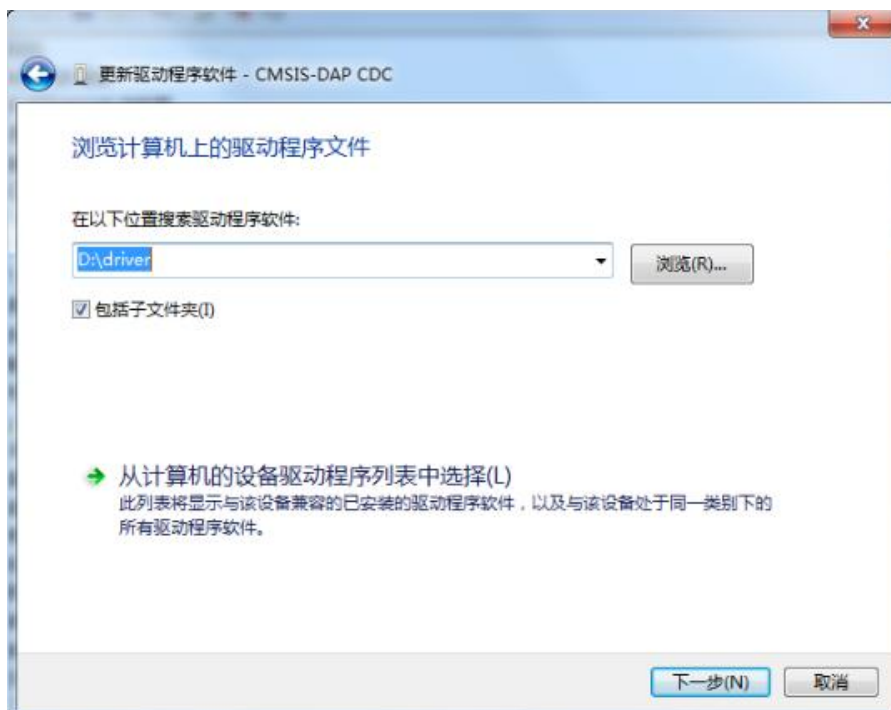 更新驱动程序软件 - CMSIS-DAP CDC
浏览计算机上的驱动程序文件
在以下位置搜索驱动程序软件:
D:\driver
浏览(R)...
包括子文件夹(I)
从计算机的设备驱动程序列表中选择(L)
此列表将显示与该设备兼容的已安装的驱动程序软件，以及与该设备处于同一类别下的
所有驱动程序软件。
下一步(N)
取消